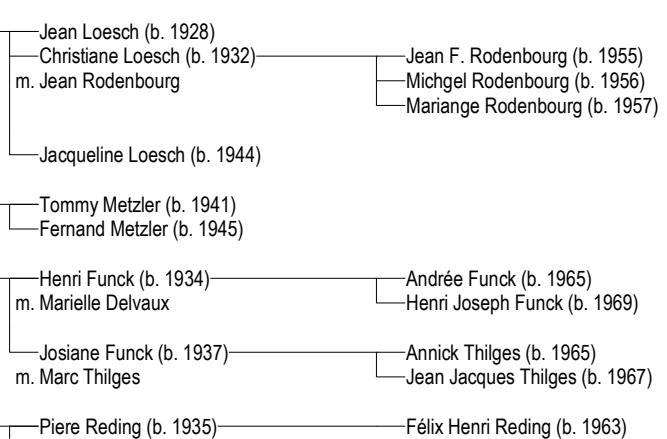 Jean Loesch (b. 1928)
Christiane Loesch (b. 1932) Jean F. Rodenbourg (b. 1955)
m. Jean Rodenbourg Michgel Rodenbourg (b. 1956)
Mariange Rodenbourg (b. 1957)
Jacqueline Loesch (b. 1944)
Tommy Metzler (b. 1941)
Fernand Metzler (b. 1945)
Henri Funck (b. 1934) Andrée Funck (b. 1965)
m. Marielle Delvaux Henri Joseph Funck (b. 1969)
Josiane Funck (b. 1937) Annick Thilges (b. 1965)
m. Marc Thilges Jean Jacques Thilges (b. 1967)
Piere Reding (b. 1935) Félix Henri Reding (b. 1963)